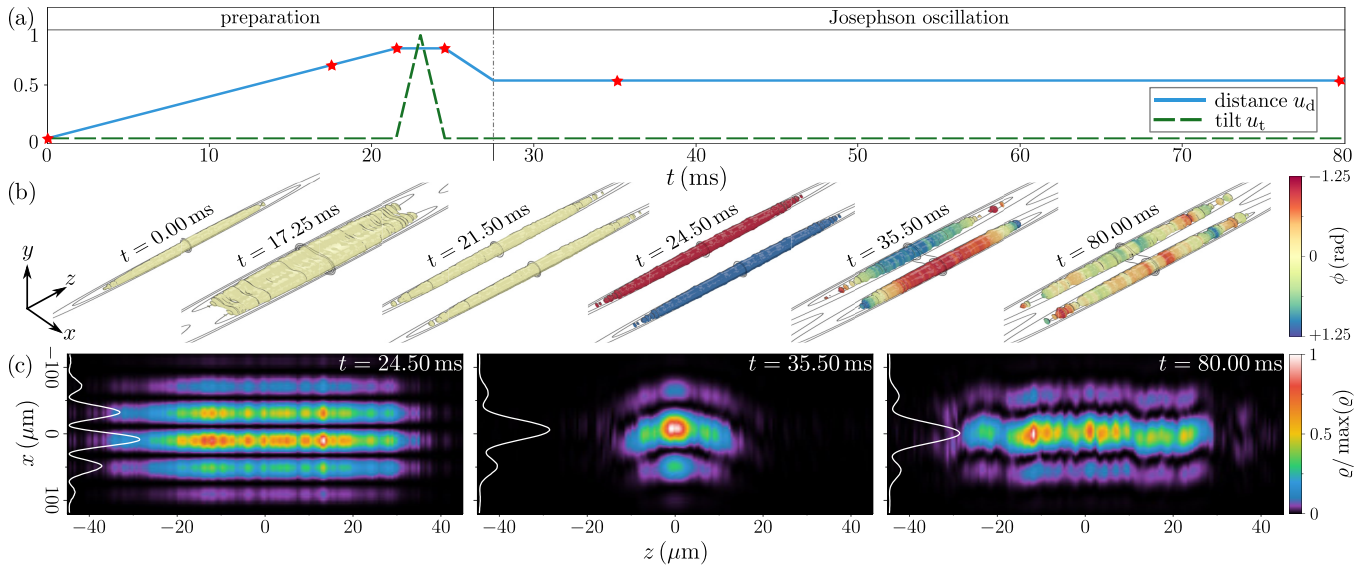 (a)
preparation
Josephson oscillation
1
0.5
0
distance u_d
tilt u_t
0 10 20 30 40 50 60 70 80
t (ms)
(b)
t = 0.00 ms
t = 17.25 ms
t = 21.50 ms
t = 24.50 ms
t = 35.50 ms
t = 80.00 ms
y
z
x
−1.25
0
+1.25
ϕ (rad)
(c)
t = 24.50 ms
t = 35.50 ms
t = 80.00 ms
−100
0
100
x (μm)
1
0.5
0
ϱ/ max(ϱ)
−40 −20 0 20 40
−20 0 20
−40 −20 0 20 40
z (μm)